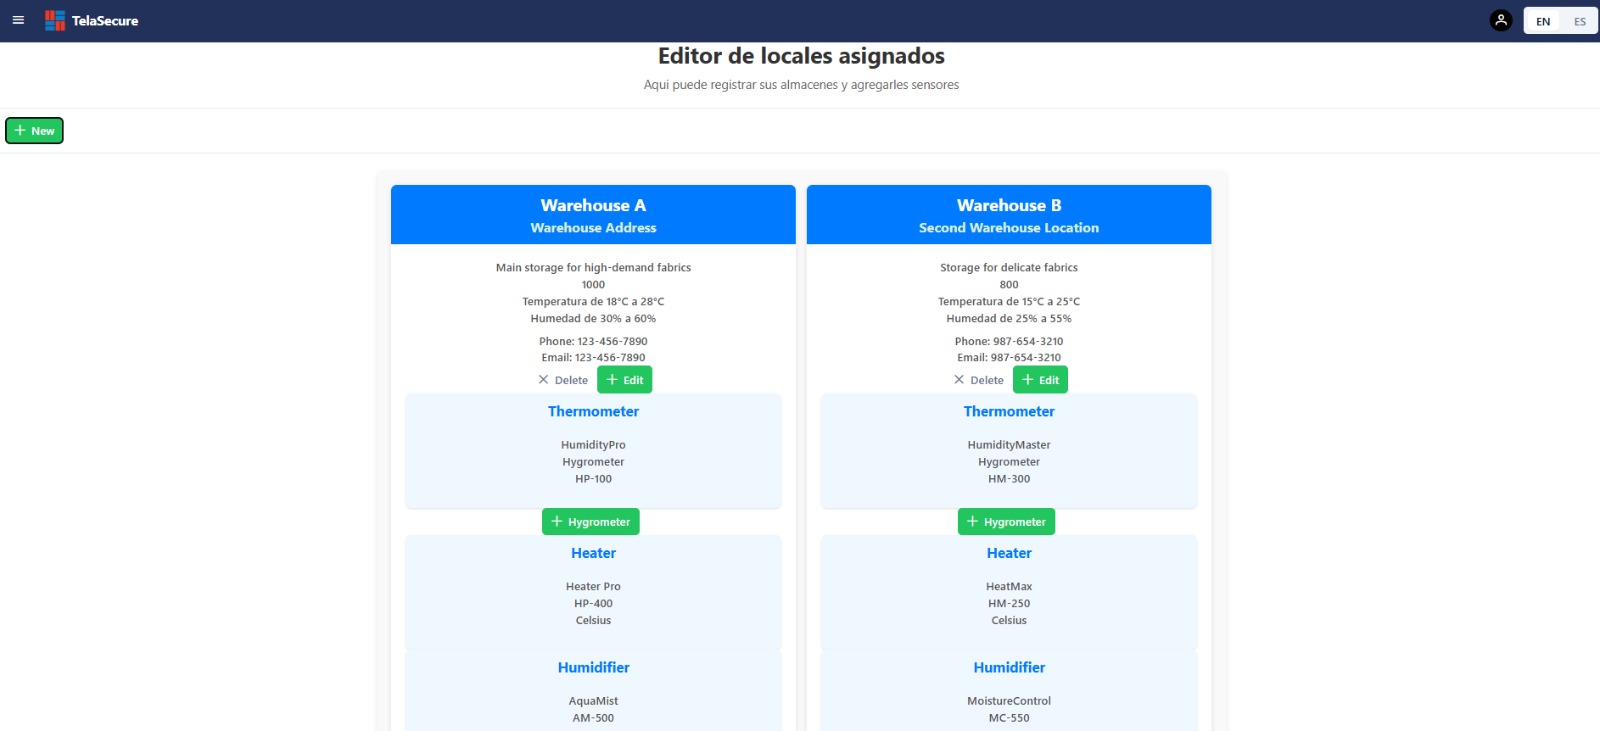 TelaSecure
EN ES
Editor de locales asignados
Aqui puede registrar sus almacenes y agregarles sensores
New
Warehouse A
Warehouse Address
Main storage for high-demand fabrics
1000
Temperatura de 18°C a 28°C
Humedad de 30% a 60%
Phone: 123-456-7890
Email: 123-456-7890
Delete Edit
Thermometer
HumidityPro
Hygrometer
HP-100
Hygrometer
Heater
Heater Pro
HP-400
Celsius
Humidifier
AquaMist
AM-500
Warehouse B
Second Warehouse Location
Storage for delicate fabrics
800
Temperatura de 15°C a 25°C
Humedad de 25% a 55%
Phone: 987-654-3210
Email: 987-654-3210
Delete Edit
Thermometer
HumidityMaster
Hygrometer
HM-300
Hygrometer
Heater
HeatMax
HM-250
Celsius
Humidifier
MoistureControl
MC-550